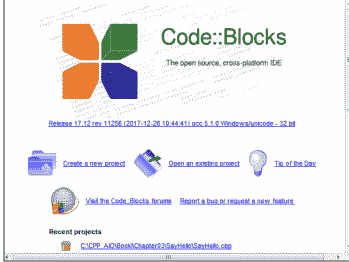 Code::Blocks
The open source, cross-platform IDE
Release 17.12 rev 11256 (2017-12-28 10:44:41) gcc 5.1.0 Windows/unicode - 32 bit
Create a new project
Open an existing project
Tip of the Day
Visit the Code::Blocks forums
Report a bug or request a new feature
Recent projects
C:\CPP_AIO\BookI\Chapter03\SayHello\SayHello.cbp